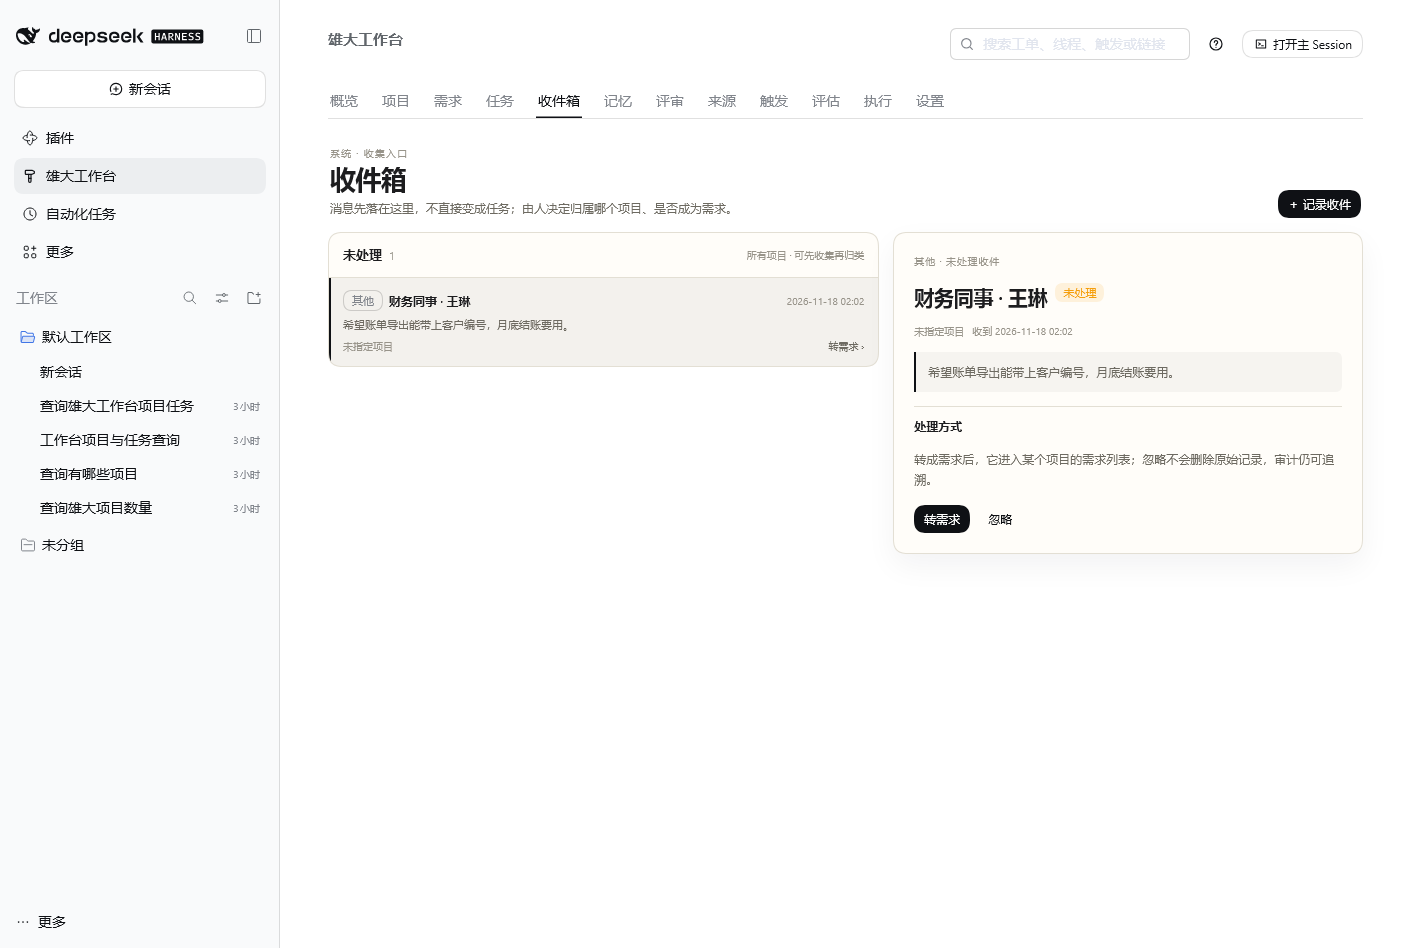 deepseek HARNESS
新会话
插件
雄大工作台
自动化任务
更多
工作区
默认工作区
新会话
查询雄大工作台项目任务 3 小时
工作台项目与任务查询 3 小时
查询有哪些项目 3 小时
查询雄大项目数量 3 小时
未分组
··· 更多
雄大工作台
搜索工单、线程、触发或链接
打开主 Session
概览 项目 需求 任务 收件箱 记忆 评审 来源 触发 评估 执行 设置
系统 · 收集入口
收件箱
消息先落在这里，不直接变成任务；由人决定归属哪个项目、是否成为需求。
+ 记录收件
未处理 1
所有项目 · 可先收集再归类
其他 财务同事 · 王琳 2026-11-18 02:02
希望账单导出能带上客户编号，月底结账要用。
未指定项目 转需求 ›
其他 · 未处理收件
财务同事 · 王琳 未处理
未指定项目 收到 2026-11-18 02:02
希望账单导出能带上客户编号，月底结账要用。
处理方式
转成需求后，它进入某个项目的需求列表；忽略不会删除原始记录，审计仍可追
溯。
转需求 忽略